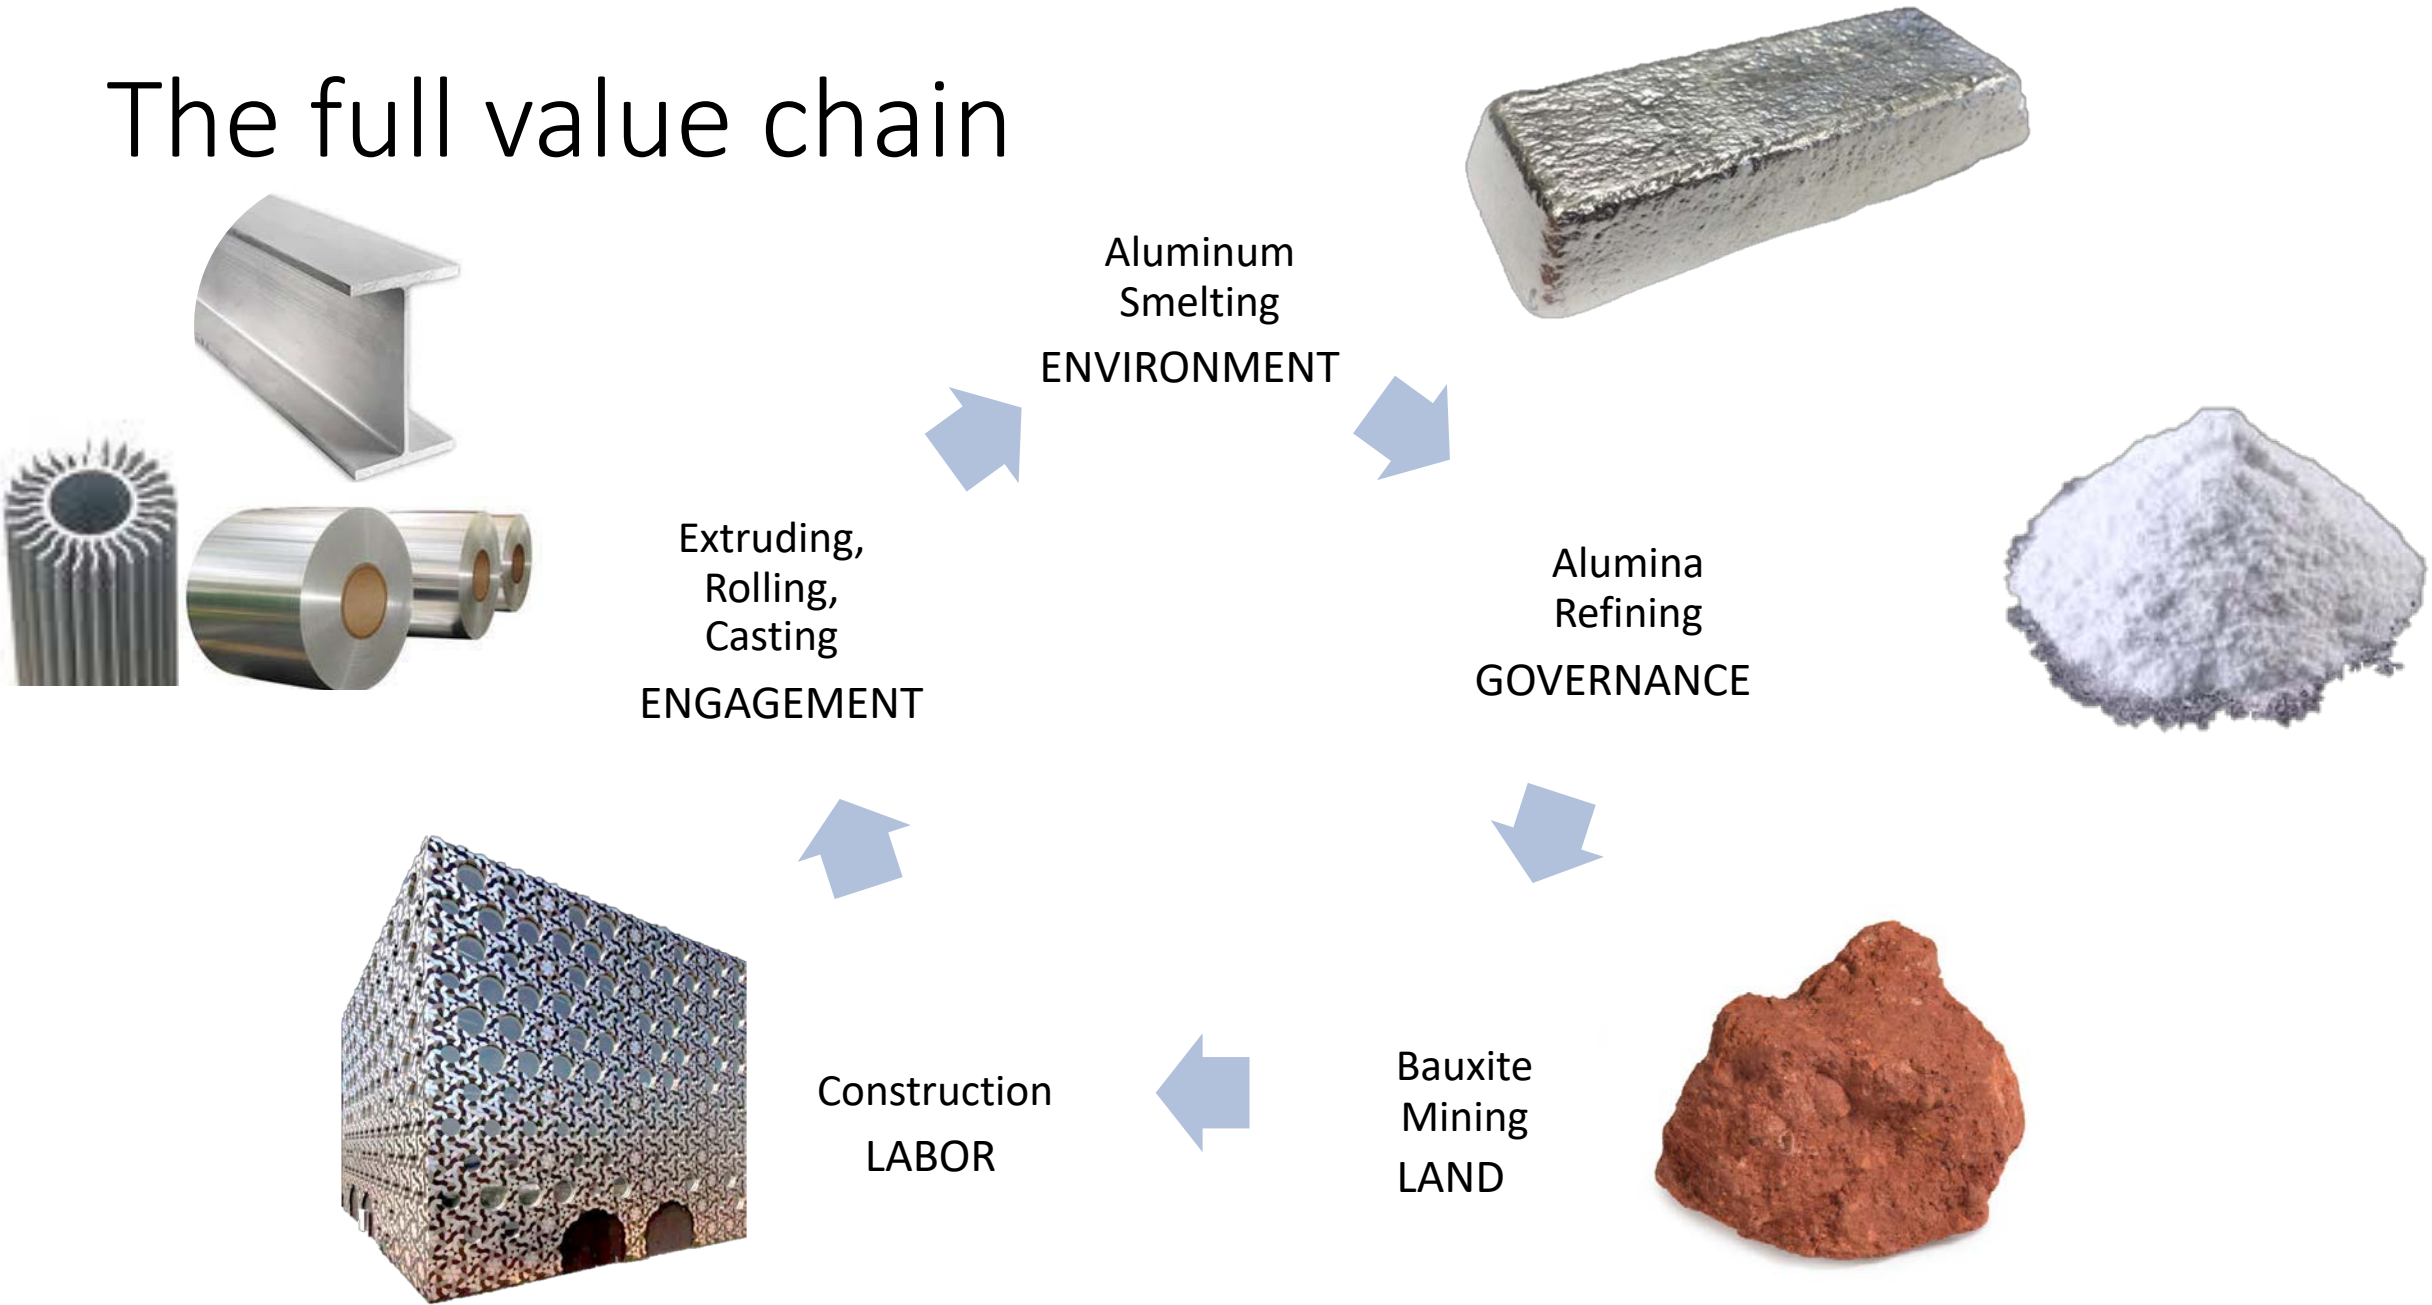 The full value chain
Aluminum
Smelting
ENVIRONMENT
Alumina
Refining
GOVERNANCE
Bauxite
Mining
LAND
Construction
LABOR
Extruding,
Rolling,
Casting
ENGAGEMENT